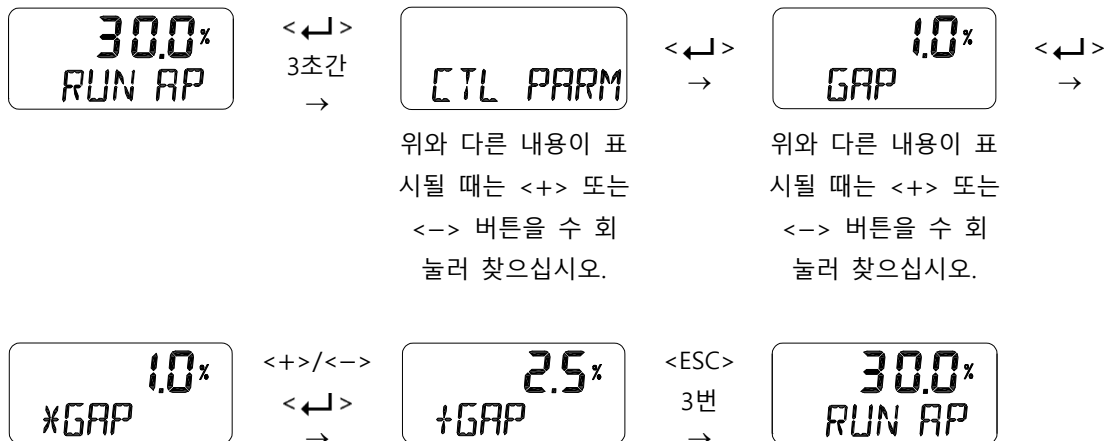 30.0%
RUN AP
<↵>
3초간
→
CTL PARM
<↵>
→
1.0%
GAP
<↵>
→
위와 다른 내용이 표
시될 때는 <+> 또는
<−> 버튼을 수 회
눌러 찾으십시오.
위와 다른 내용이 표
시될 때는 <+> 또는
<−> 버튼을 수 회
눌러 찾으십시오.
1.0%
*GAP
<+>/<−>
<↵>
→
2.5%
+GAP
<ESC>
3번
→
30.0%
RUN AP